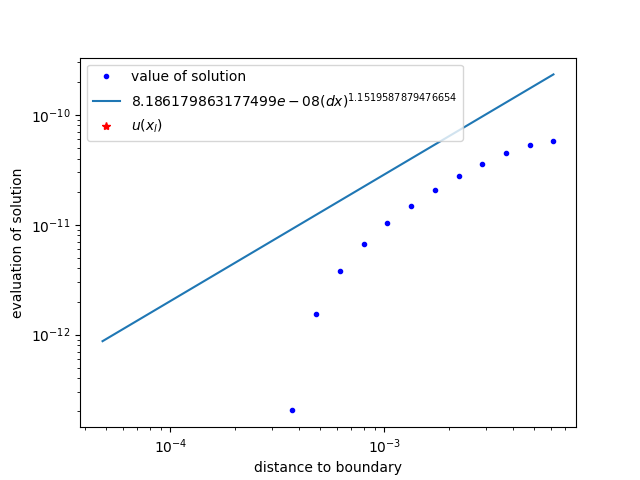 value of solution
8.186179863177499e − 08(dx)^1.1519587879476654
u(x_l)
10^−10
10^−11
10^−12
evaluation of solution
10^−4
10^−3
distance to boundary